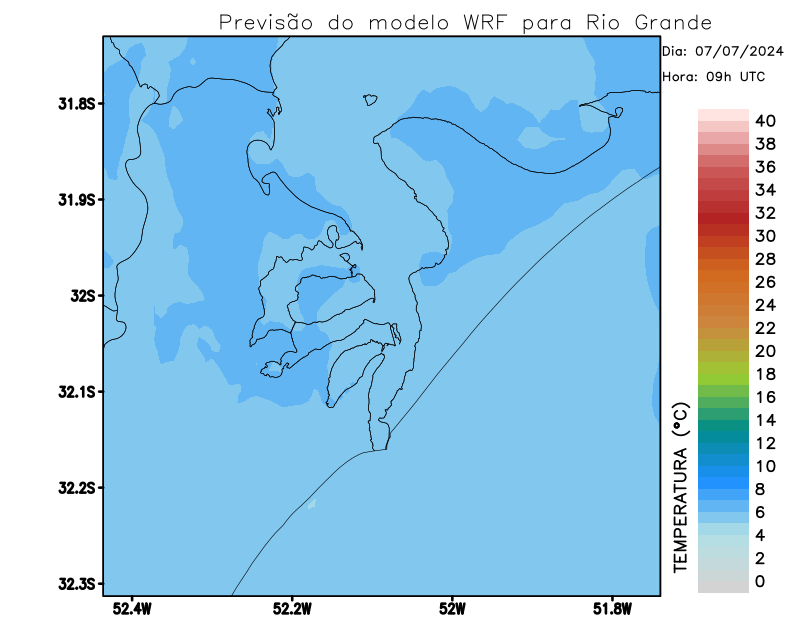 Previsão do modelo WRF para Rio Grande
Dia: 07/07/2024
Hora: 09h UTC
31.8S
31.9S
32S
32.1S
32.2S
32.3S
52.4W
52.2W
52W
51.8W
TEMPERATURA (°C)
40
38
36
34
32
30
28
26
24
22
20
18
16
14
12
10
8
6
4
2
0